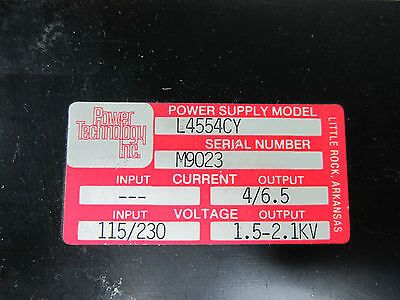 Power
Technology
Inc.
POWER SUPPLY MODEL
L4554CY
SERIAL NUMBER
M9023
INPUT CURRENT OUTPUT
--- 4/6.5
INPUT VOLTAGE OUTPUT
115/230 1.5-2.1KV
LITTLE ROCK, ARKANSAS